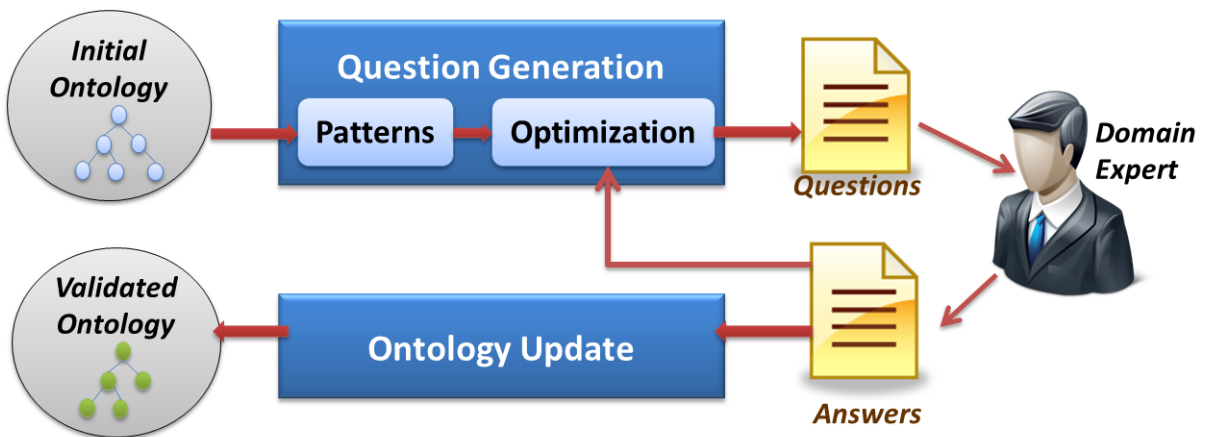 Initial
Ontology
Question Generation
Patterns
Optimization
Questions
Domain
Expert
Validated
Ontology
Ontology Update
Answers